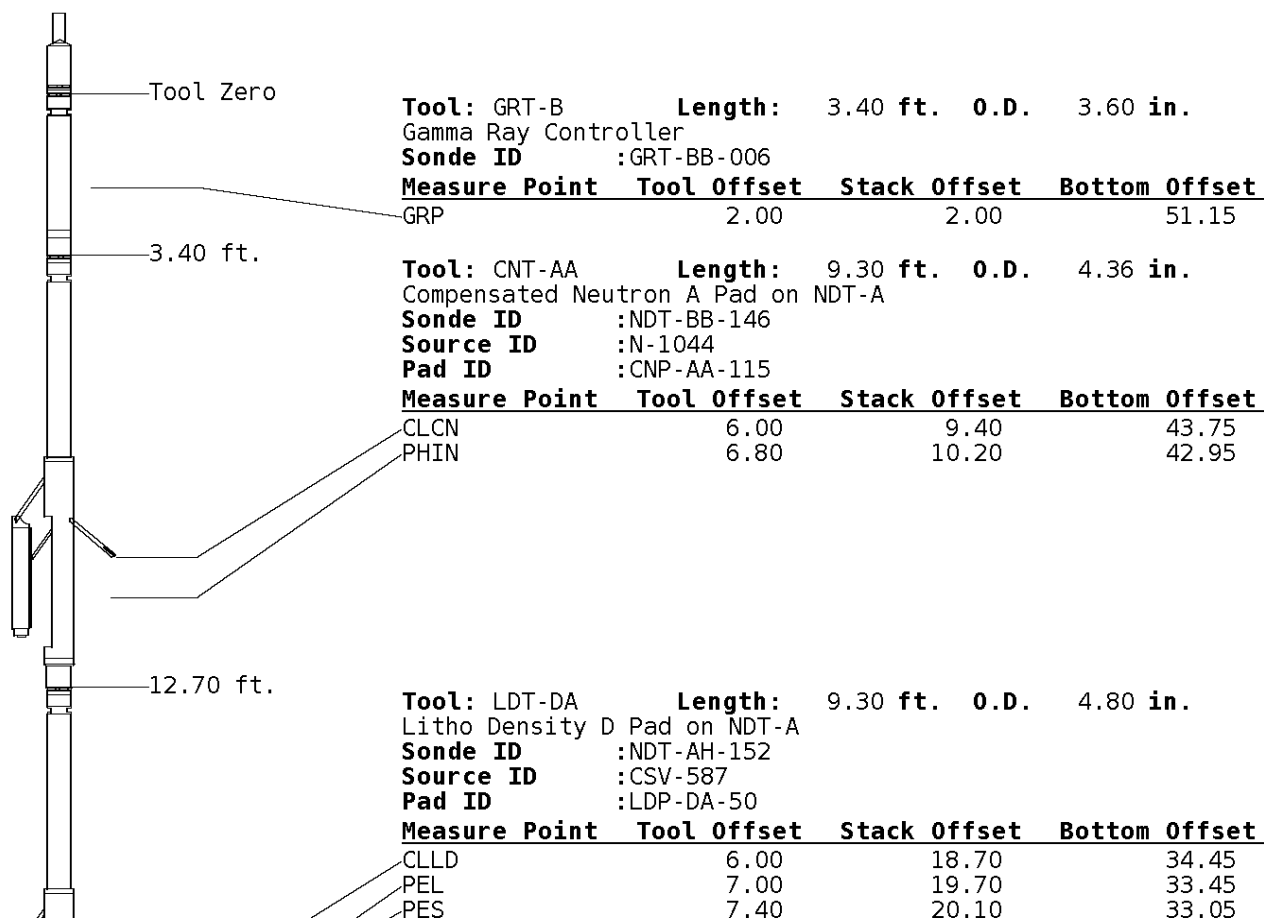 Tool Zero
Tool: GRT-B Length: 3.40 ft. O.D. 3.60 in.
Gamma Ray Controller
Sonde ID :GRT-BB-006
Measure Point Tool Offset Stack Offset Bottom Offset
GRP 2.00 2.00 51.15
3.40 ft.
Tool: CNT-AA Length: 9.30 ft. O.D. 4.36 in.
Compensated Neutron A Pad on NDT-A
Sonde ID :NDT-BB-146
Source ID :N-1044
Pad ID :CNP-AA-115
Measure Point Tool Offset Stack Offset Bottom Offset
CLCN 6.00 9.40 43.75
PHIN 6.80 10.20 42.95
12.70 ft.
Tool: LDT-DA Length: 9.30 ft. O.D. 4.80 in.
Litho Density D Pad on NDT-A
Sonde ID :NDT-AH-152
Source ID :CSV-587
Pad ID :LDP-DA-50
Measure Point Tool Offset Stack Offset Bottom Offset
CLLD 6.00 18.70 34.45
PEL 7.00 19.70 33.45
PES 7.40 20.10 33.05